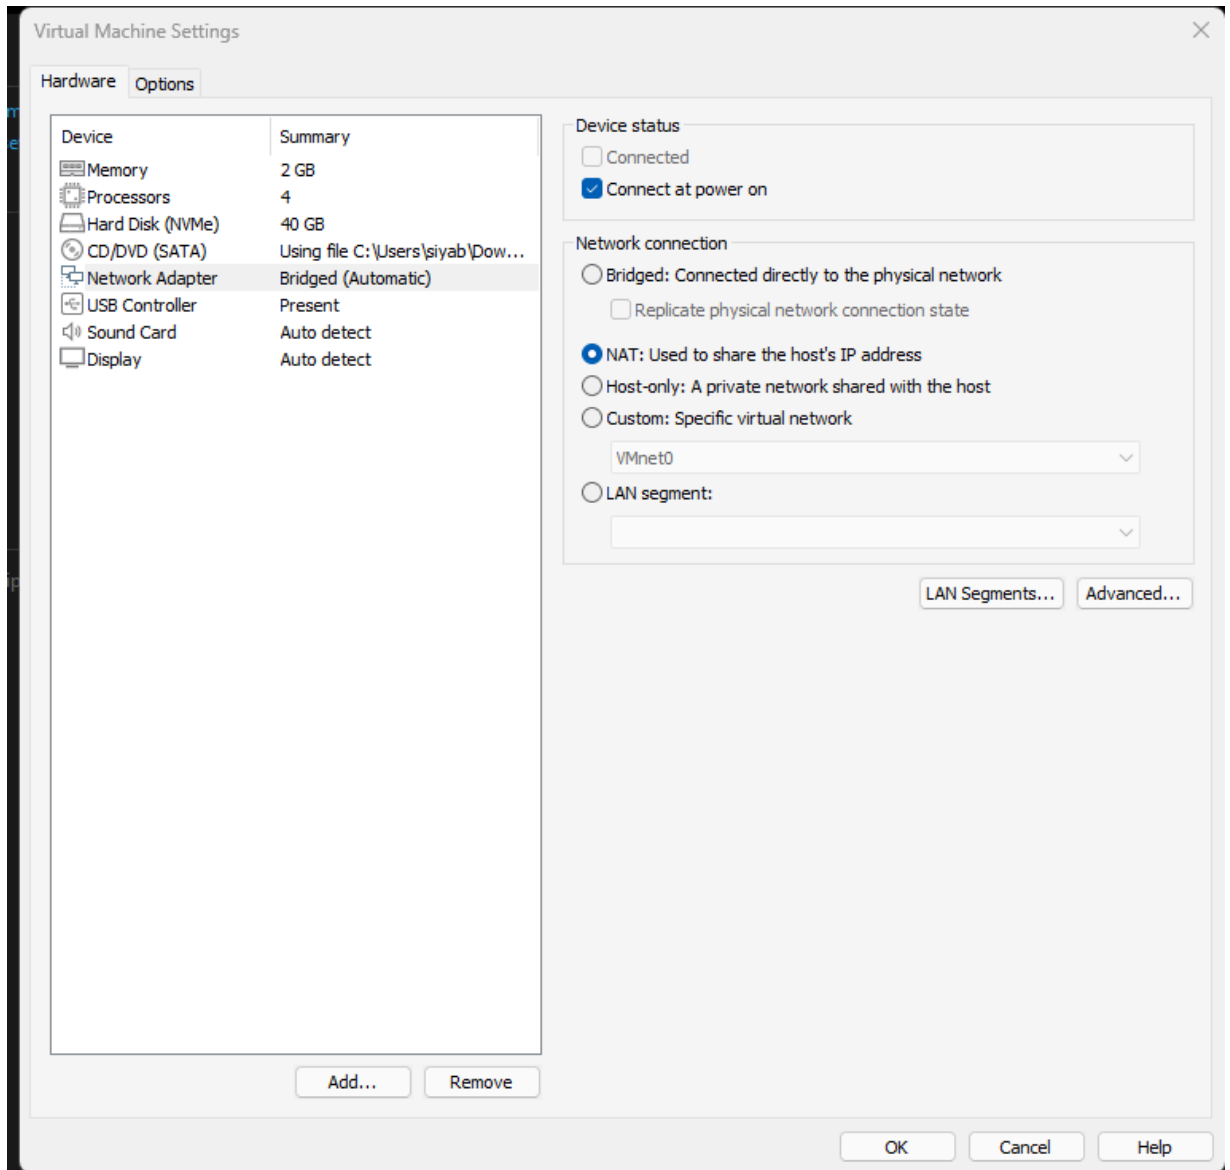 Virtual Machine Settings
Hardware Options
Device Summary
Memory 2 GB
Processors 4
Hard Disk (NVMe) 40 GB
CD/DVD (SATA) Using file C:\Users\siyab\Dow...
Network Adapter Bridged (Automatic)
USB Controller Present
Sound Card Auto detect
Display Auto detect
Add... Remove
Device status
Connected
Connect at power on
Network connection
Bridged: Connected directly to the physical network
Replicate physical network connection state
NAT: Used to share the host's IP address
Host-only: A private network shared with the host
Custom: Specific virtual network
VMnet0
LAN segment:
LAN Segments... Advanced...
OK Cancel Help